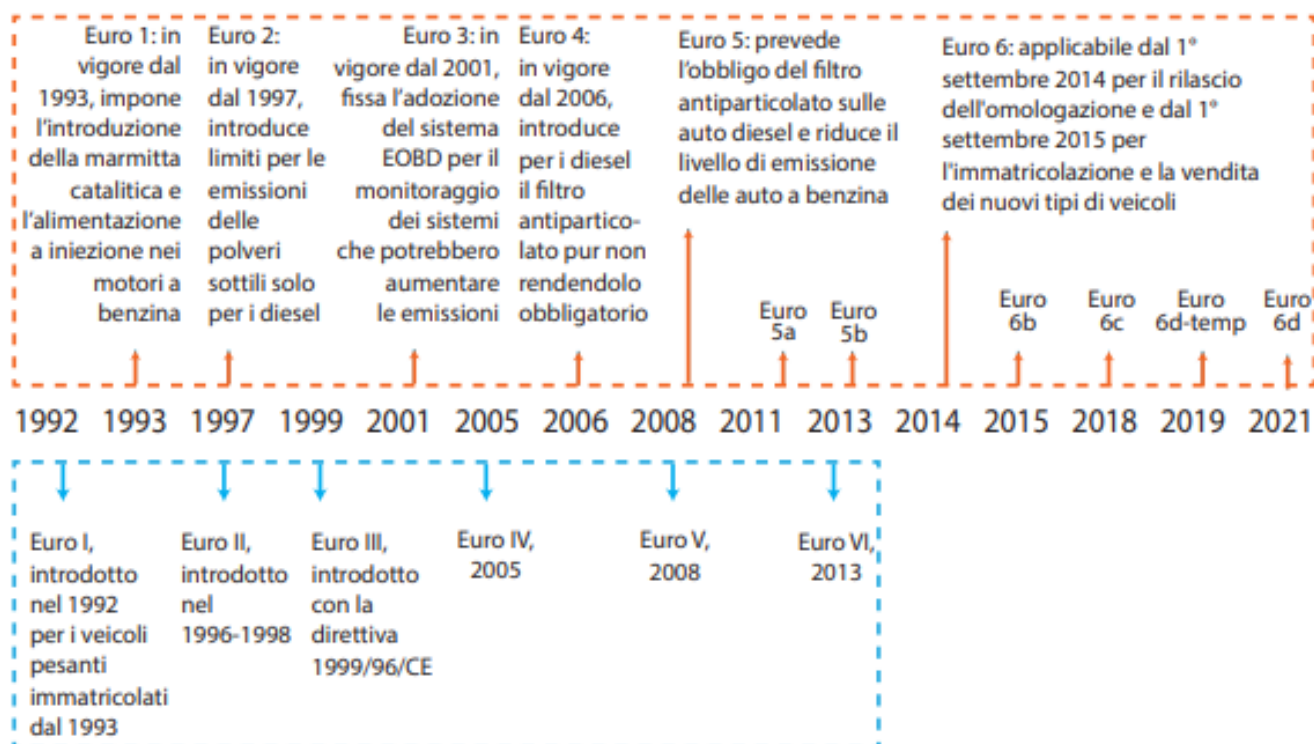 Euro 1: in
vigore dal
1993, impone
l'introduzione
della marmitta
catalitica e
l'alimentazione
a iniezione nei
motori a
benzina
Euro 2:
in vigore
dal 1997,
introduce
limiti per le
emissioni
delle
polveri
sottili solo
per i diesel
Euro 3: in
vigore dal 2001,
fissa l'adozione
del sistema
EOBD per il
monitoraggio
dei sistemi
che potrebbero
aumentare
le emissioni
Euro 4:
in vigore
dal 2006,
introduce
per i diesel
il filtro
antipartico-
lato pur non
rendendolo
obbligatorio
Euro 5: prevede
l'obbligo del filtro
antiparticolato sulle
auto diesel e riduce il
livello di emissione
delle auto a benzina
Euro
5a
Euro
5b
Euro 6: applicabile dal 1°
settembre 2014 per il rilascio
dell'omologazione e dal 1°
settembre 2015 per
l'immatricolazione e la vendita
dei nuovi tipi di veicoli
Euro
6b
Euro
6c
Euro
6d-temp
Euro
6d
1992 1993 1997 1999 2001 2005 2006 2008 2011 2013 2014 2015 2018 2019 2021
Euro I,
introdotto
nel 1992
per i veicoli
pesanti
immatricolati
dal 1993
Euro II,
introdotto
nel
1996-1998
Euro III,
introdotto
con la
direttiva
1999/96/CE
Euro IV,
2005
Euro V,
2008
Euro VI,
2013